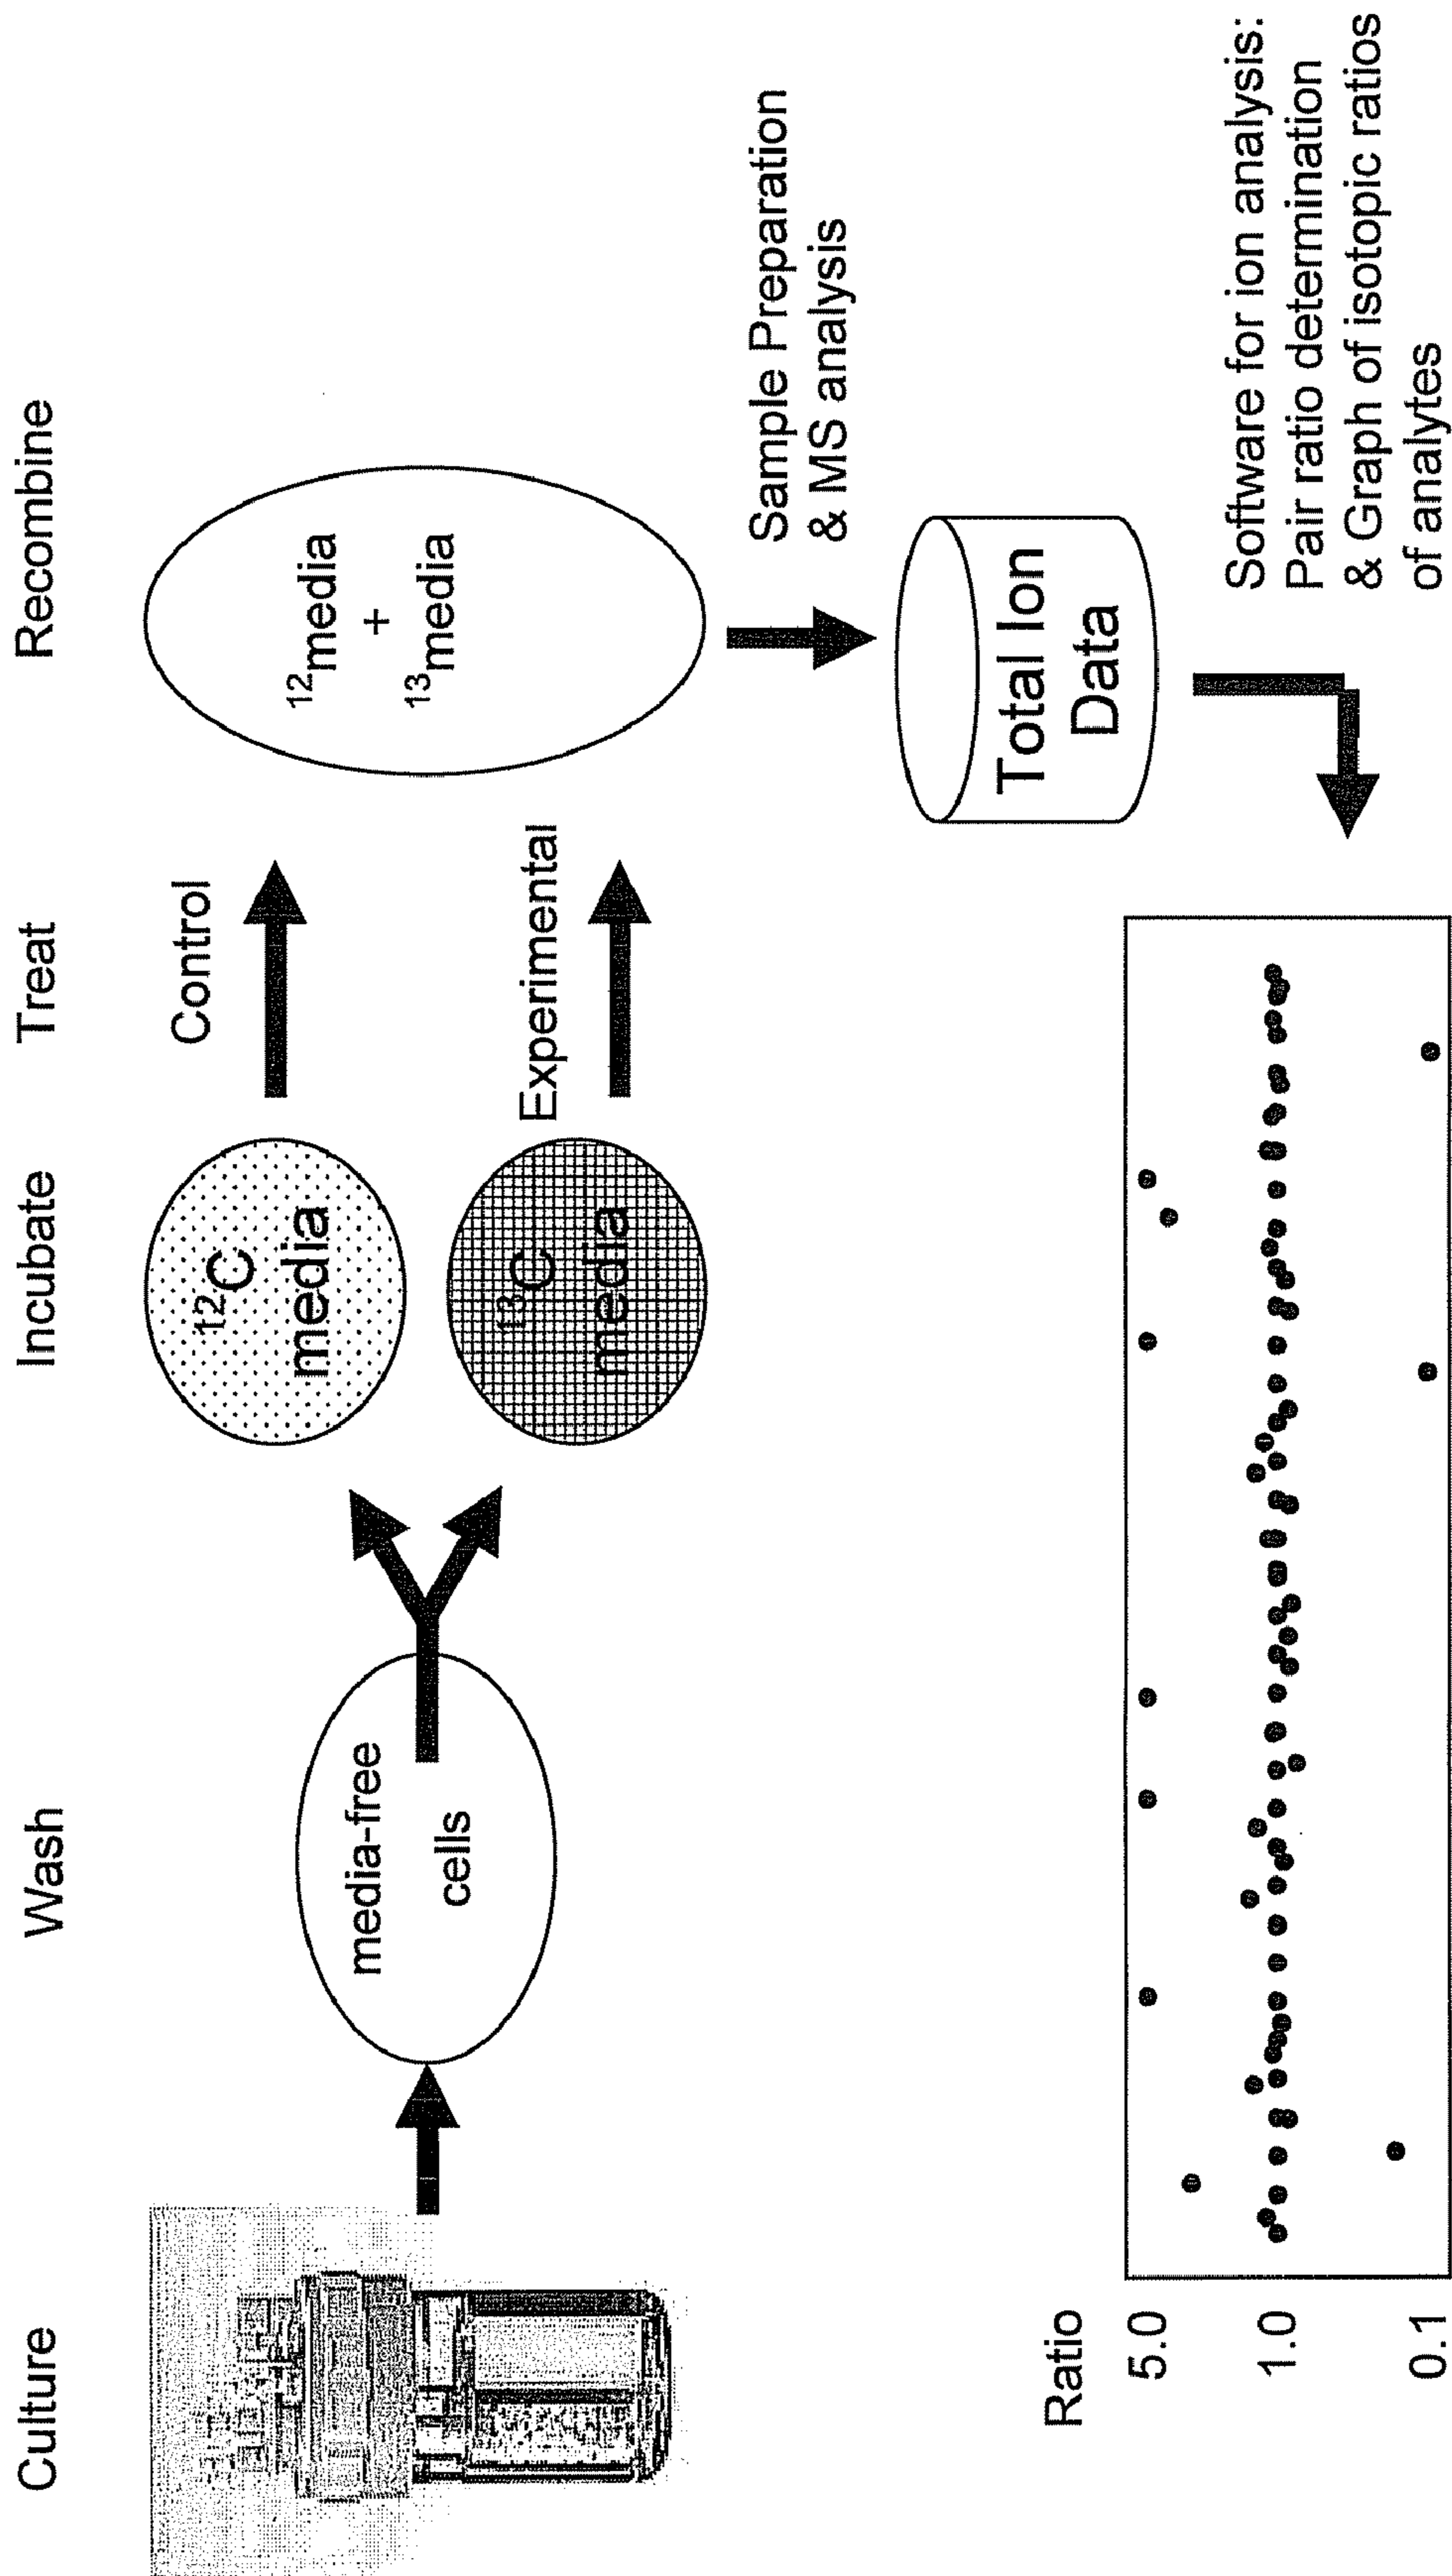 Culture
Wash
Incubate
Treat
Recombine
media-free
cells
12C
media
13C
media
Control
Experimental
12media
+
13media
Sample Preparation
& MS analysis
Total Ion
Data
Software for ion analysis:
Pair ratio determination
& Graph of isotopic ratios
of analytes
Ratio
5.0
1.0
0.1